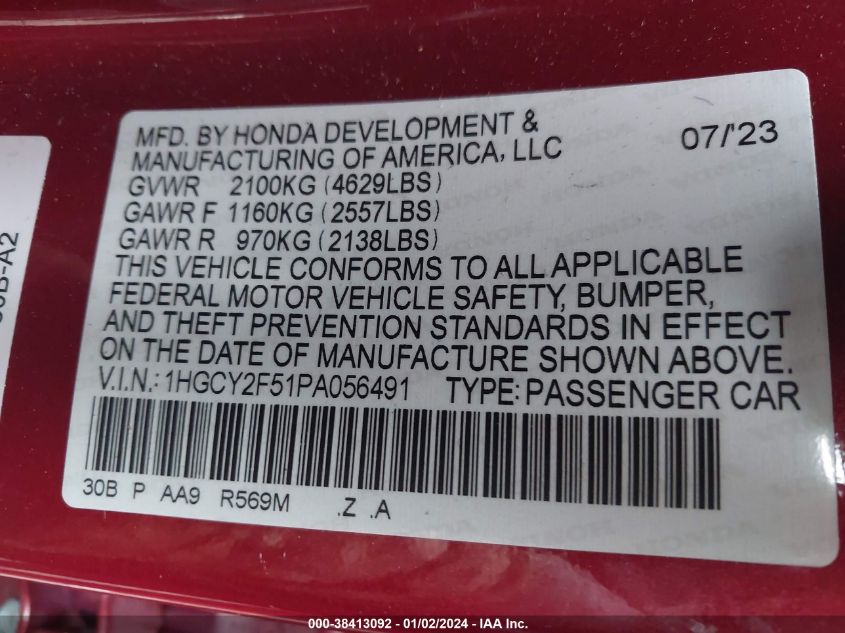 MFD. BY HONDA DEVELOPMENT &
MANUFACTURING OF AMERICA, LLC 07/'23
GVWR 2100KG (4629LBS)
GAWR F 1160KG (2557LBS)
GAWR R 970KG (2138LBS)
THIS VEHICLE CONFORMS TO ALL APPLICABLE
FEDERAL MOTOR VEHICLE SAFETY, BUMPER,
AND THEFT PREVENTION STANDARDS IN EFFECT
ON THE DATE OF MANUFACTURE SHOWN ABOVE.
V.I.N.: 1HGCY2F51PA056491 TYPE: PASSENGER CAR
30B P AA9 R569M .Z .A
000-38413092 — 01/02/2024 — IAA Inc.